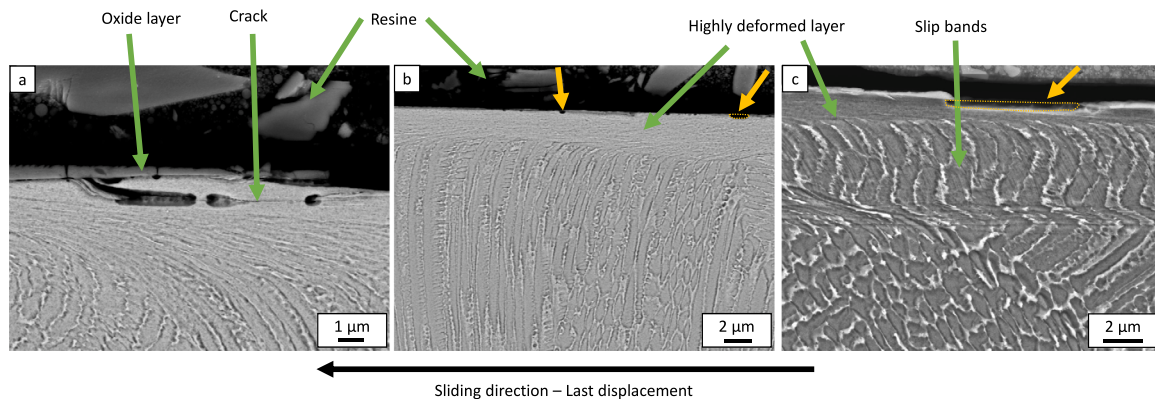 Oxide layer
Crack
Resine
Highly deformed layer
Slip bands
a
b
c
1 µm
2 µm
2 µm
Sliding direction – Last displacement